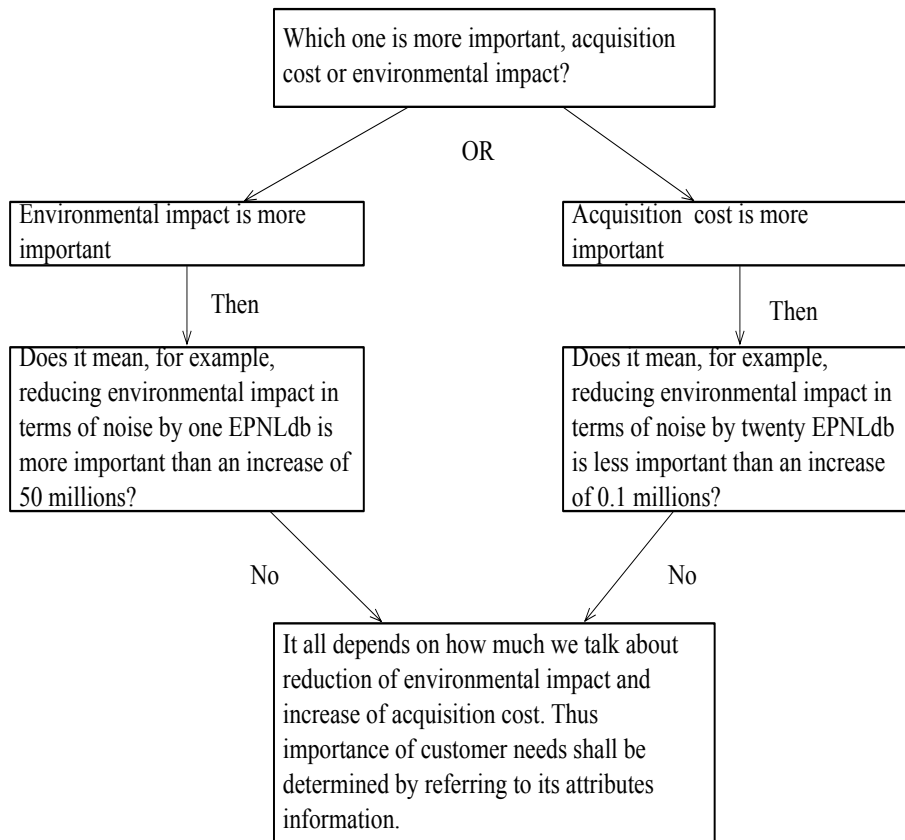 Which one is more important, acquisition
cost or environmental impact?
OR
Environmental impact is more
important
Acquisition cost is more
important
Then
Then
Does it mean, for example,
reducing environmental impact in
terms of noise by one EPNLdb is
more important than an increase of
50 millions?
Does it mean, for example,
reducing environmental impact in
terms of noise by twenty EPNLdb
is less important than an increase
of 0.1 millions?
No
No
It all depends on how much we talk about
reduction of environmental impact and
increase of acquisition cost. Thus
importance of customer needs shall be
determined by referring to its attributes
information.